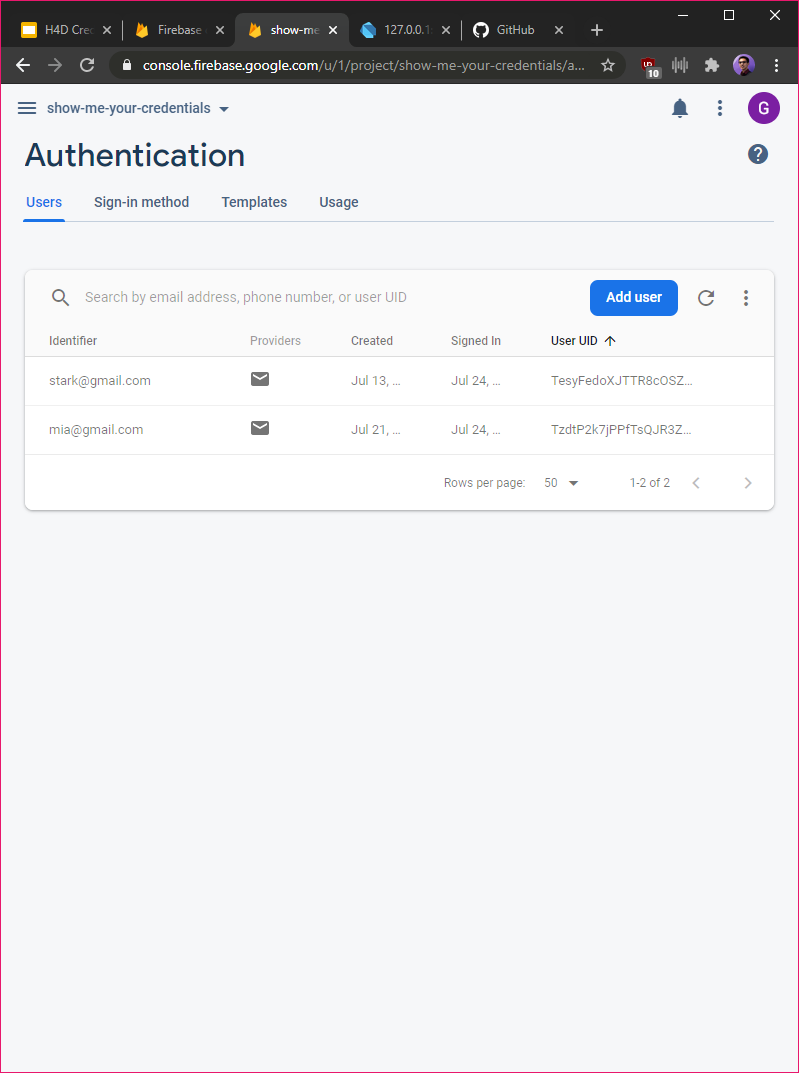 H4D Cred
Firebase
show-me
127.0.0.1
GitHub
console.firebase.google.com/u/1/project/show-me-your-credentials/a...
10
show-me-your-credentials
G
Authentication
?
Users Sign-in method Templates Usage
Search by email address, phone number, or user UID Add user
Identifier Providers Created Signed In User UID
stark@gmail.com Jul 13, ... Jul 24, ... TesyFedoXJTTR8cOSZ...
mia@gmail.com Jul 21, ... Jul 24, ... TzdtP2k7jPPfTsQJR3Z...
Rows per page: 50 1-2 of 2